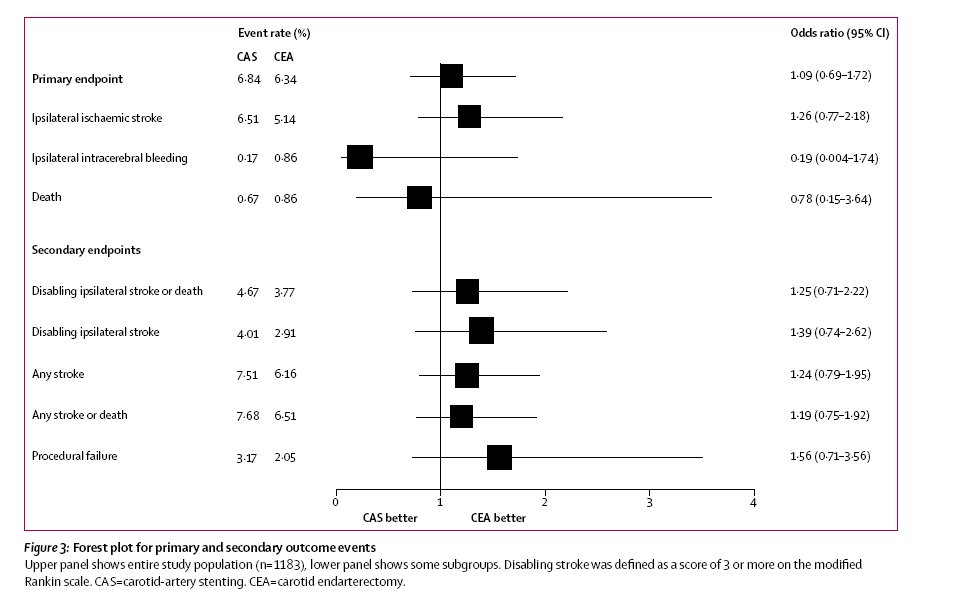 Event rate (%) Odds ratio (95% CI)
CAS CEA
Primary endpoint 6·84 6·34 1·09 (0·69–1·72)
Ipsilateral ischaemic stroke 6·51 5·14 1·26 (0·77–2·18)
Ipsilateral intracerebral bleeding 0·17 0·86 0·19 (0·004–1·74)
Death 0·67 0·86 0·78 (0·15–3·64)
Secondary endpoints
Disabling ipsilateral stroke or death 4·67 3·77 1·25 (0·71–2·22)
Disabling ipsilateral stroke 4·01 2·91 1·39 (0·74–2·62)
Any stroke 7·51 6·16 1·24 (0·79–1·95)
Any stroke or death 7·68 6·51 1·19 (0·75–1·92)
Procedural failure 3·17 2·05 1·56 (0·71–3·56)
0 1 2 3 4
CAS better CEA better
Figure 3: Forest plot for primary and secondary outcome events
Upper panel shows entire study population (n=1183), lower panel shows some subgroups. Disabling stroke was defined as a score of 3 or more on the modified
Rankin scale. CAS=carotid-artery stenting. CEA=carotid endarterectomy.